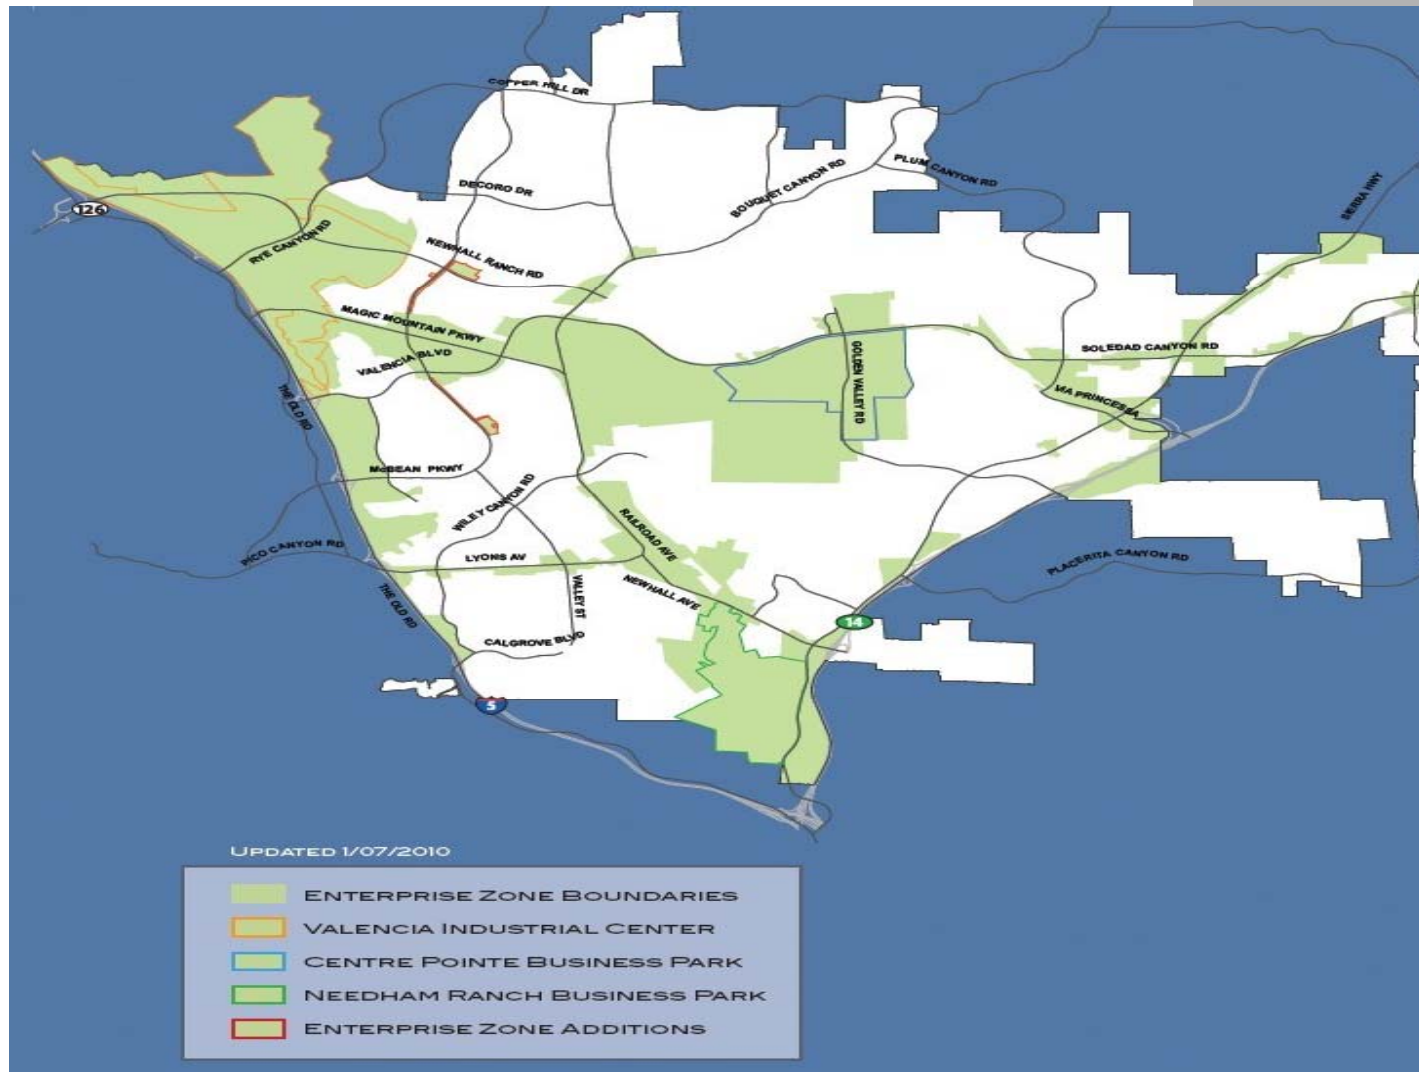 COPPER HILL DR
PLUM CANYON RD
BOUQUET CANYON RD
DECORO DR
SIERRA HWY
126
RYE CANYON RD
NEWHALL RANCH RD
MAGIC MOUNTAIN PKWY
VALENCIA BLVD
GOLDEN VALLEY RD
SOLEDAD CANYON RD
THE OLD RD
VIA PRINCESSA
McBEAN PKWY
WILEY CANYON RD
RAILROAD AVE
PICO CANYON RD
LYONS AV
PLACERITA CANYON RD
THE OLD RD
VALLEY ST
NEWHALL AVE
14
CALGROVE BLVD
5
UPDATED 1/07/2010
ENTERPRISE ZONE BOUNDARIES
VALENCIA INDUSTRIAL CENTER
CENTRE POINTE BUSINESS PARK
NEEDHAM RANCH BUSINESS PARK
ENTERPRISE ZONE ADDITIONS